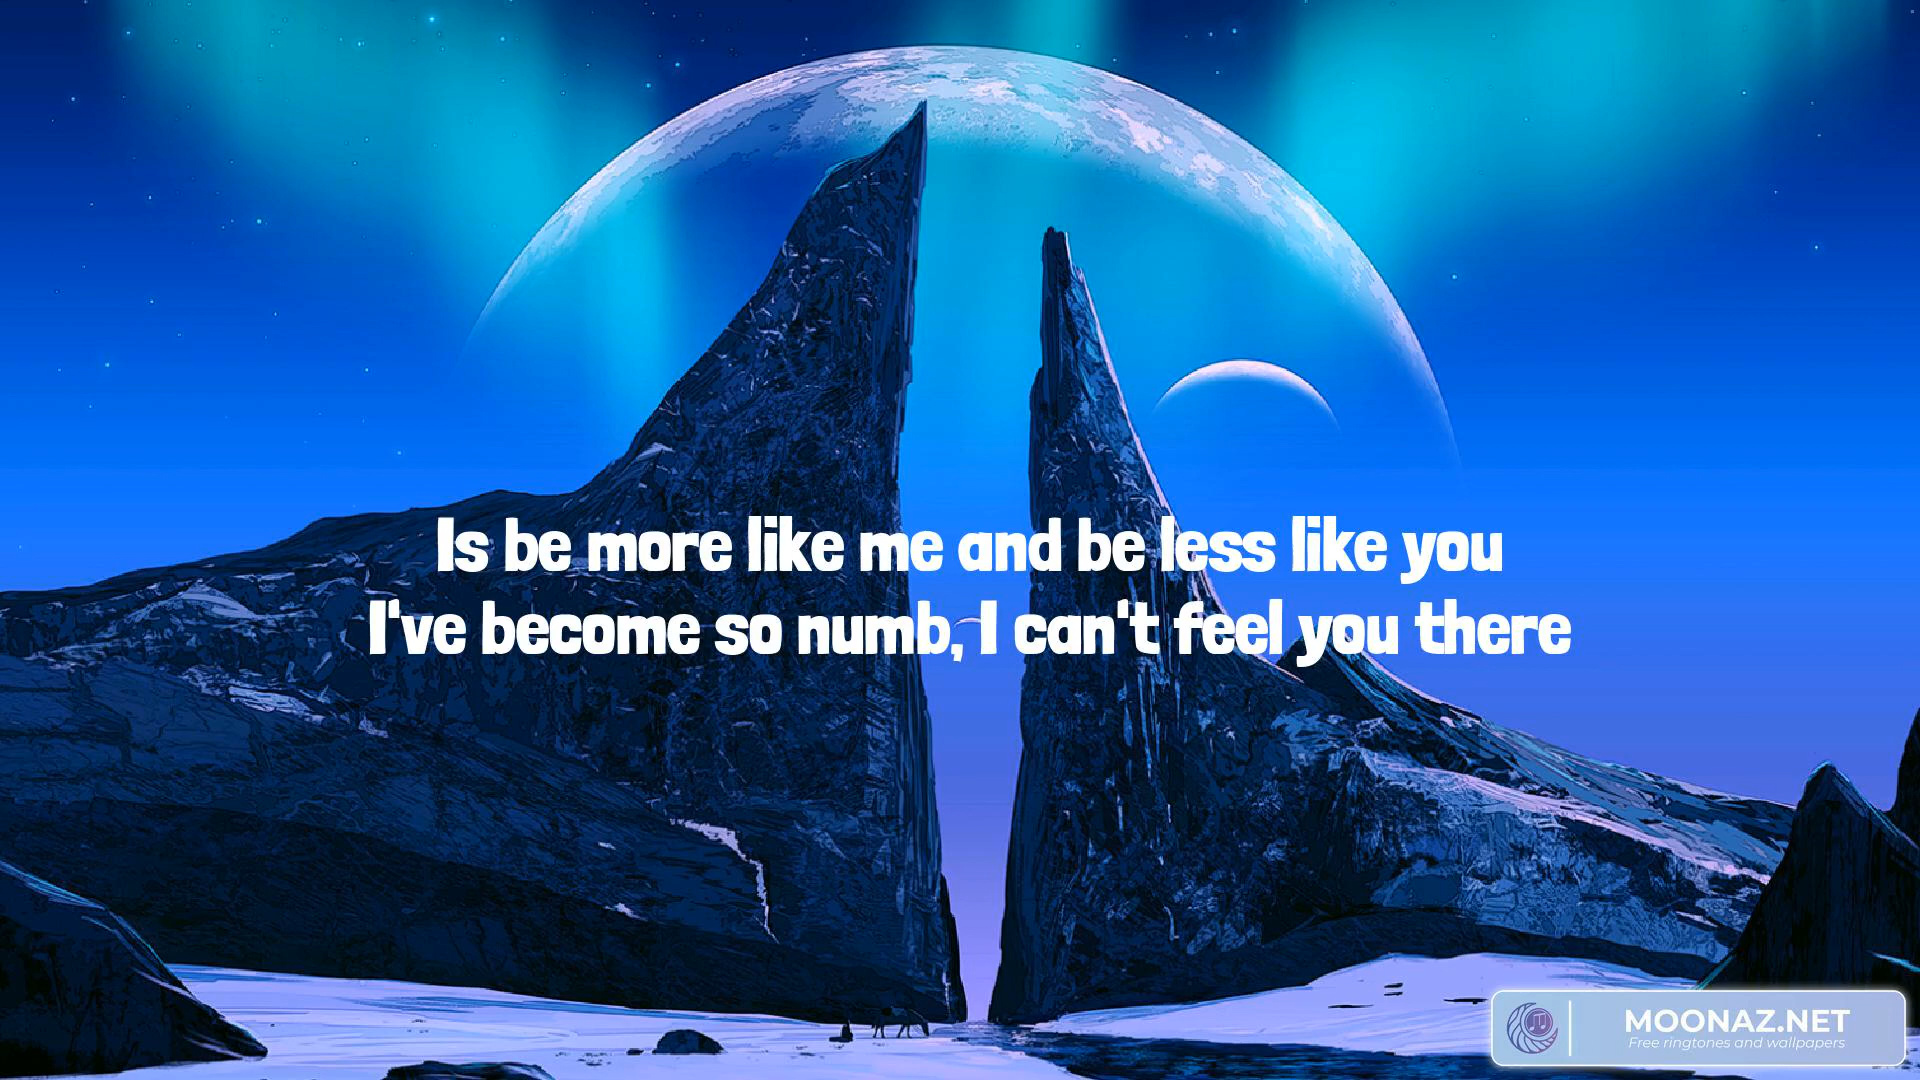 Is be more like me and be less like you
I've become so numb, I can't feel you there
MOONAZ.NET
Free ringtones and wallpapers